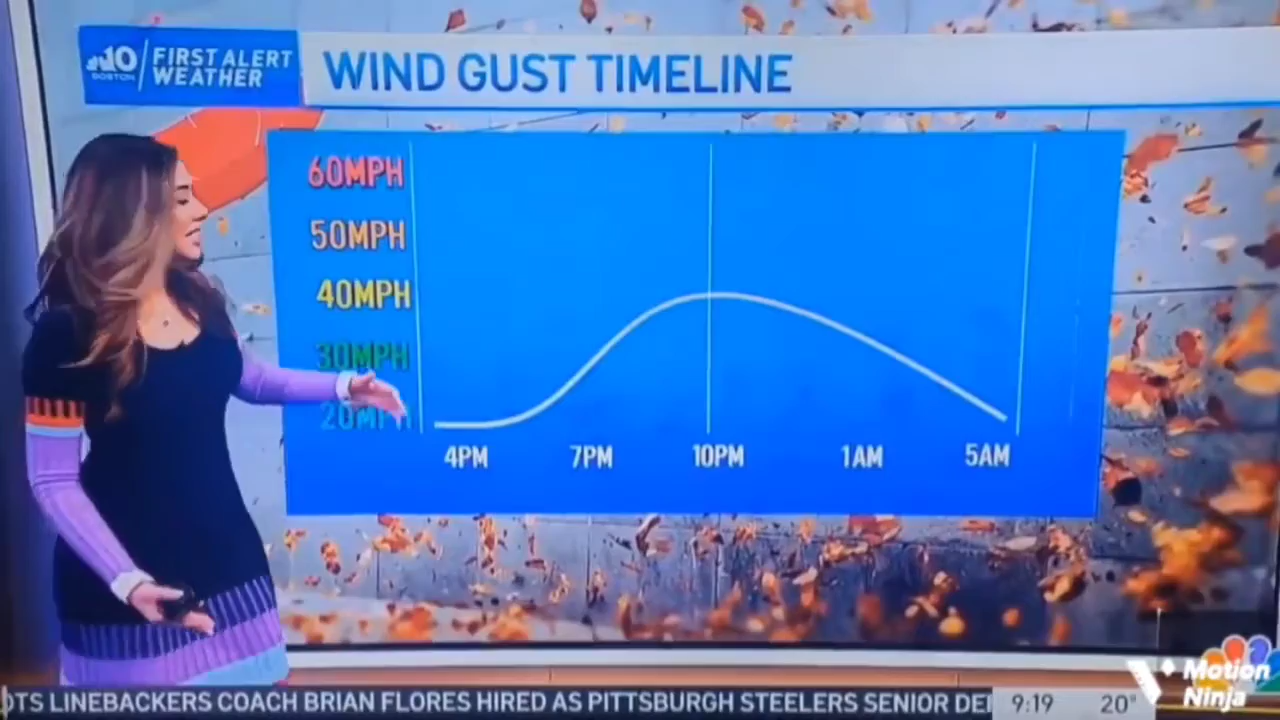 10 BOSTON
FIRST ALERT
WEATHER
WIND GUST TIMELINE
60MPH
50MPH
40MPH
30MPH
20MPH
4PM 7PM 10PM 1AM 5AM
OTS LINEBACKERS COACH BRIAN FLORES HIRED AS PITTSBURGH STEELERS SENIOR DE
9:19 20°
Motion
Ninja